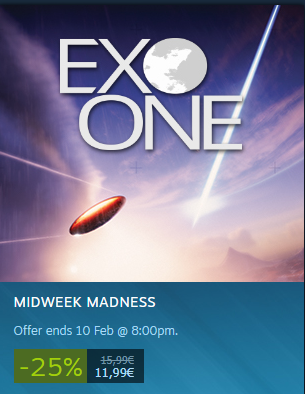 EXO
ONE
MIDWEEK MADNESS
Offer ends 10 Feb @ 8:00pm.
-25%
15,99€
11,99€